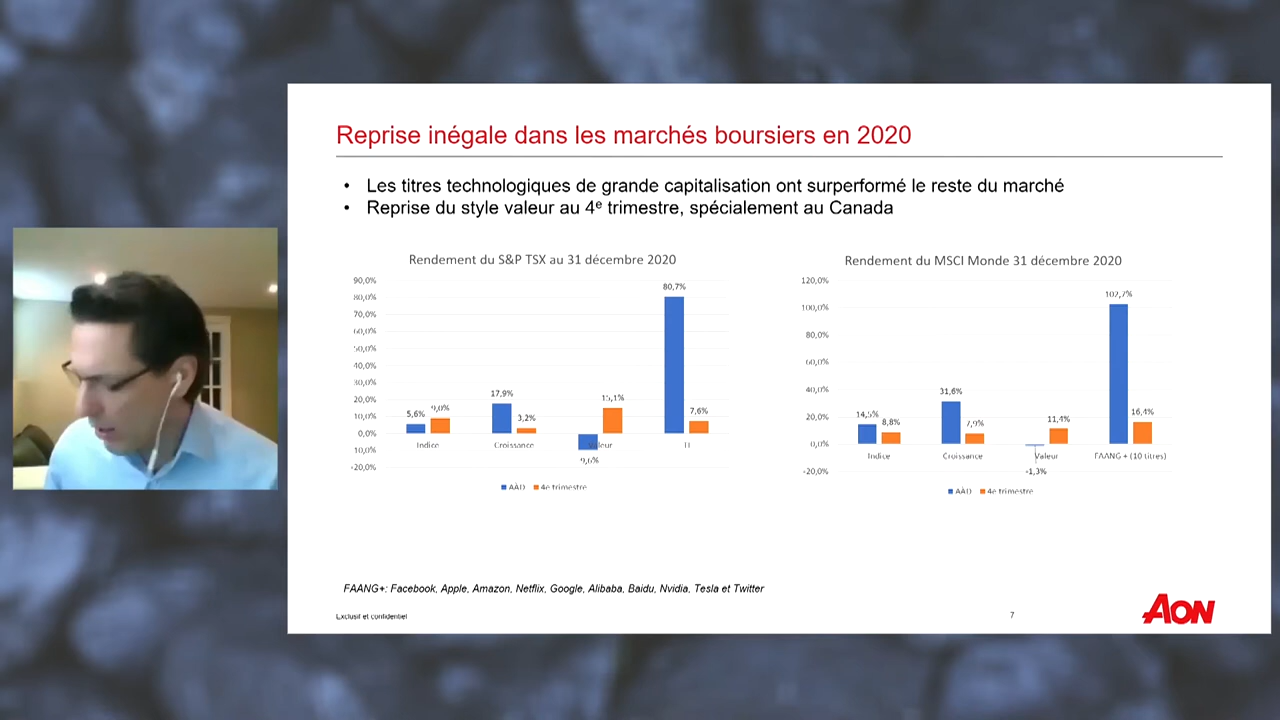 Reprise inégale dans les marchés boursiers en 2020
• Les titres technologiques de grande capitalisation ont surperformé le reste du marché
• Reprise du style valeur au 4e trimestre, spécialement au Canada
Rendement du S&P TSX au 31 décembre 2020
90,0%
80,0%
70,0%
60,0%
50,0%
40,0%
30,0%
20,0%
10,0%
0,0%
10,0%
-20,0%
5,6% 9,0% 17,9% 3,2% 9,6% 15,1% 80,7% 7,6%
Indice Croissance Valeur IT
AÀD 4e trimestre
Rendement du MSCI Monde 31 décembre 2020
120,0%
100,0%
80,0%
60,0%
40,0%
20,0%
0,0%
-20,0%
14,5% 8,8% 31,6% 7,9% -1,3% 11,4% 102,7% 16,4%
Indice Croissance Valeur FAANG + (10 titres)
AÀD 4e trimestre
FAANG+: Facebook, Apple, Amazon, Netflix, Google, Alibaba, Baidu, Nvidia, Tesla et Twitter
Exclusif et confidentiel
7
AON